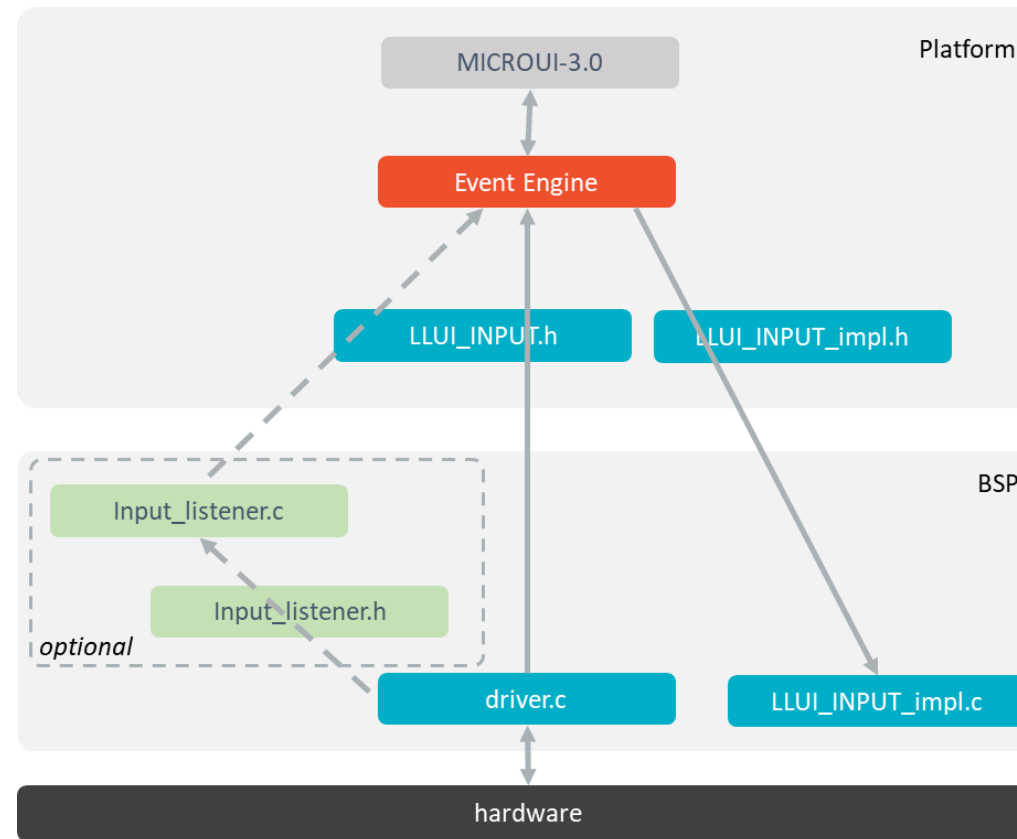 Platform
MICROUI-3.0
Event Engine
LLUI_INPUT.h
LLUI_INPUT_impl.h
BSP
Input_listener.c
Input_listener.h
optional
driver.c
LLUI_INPUT_impl.c
hardware